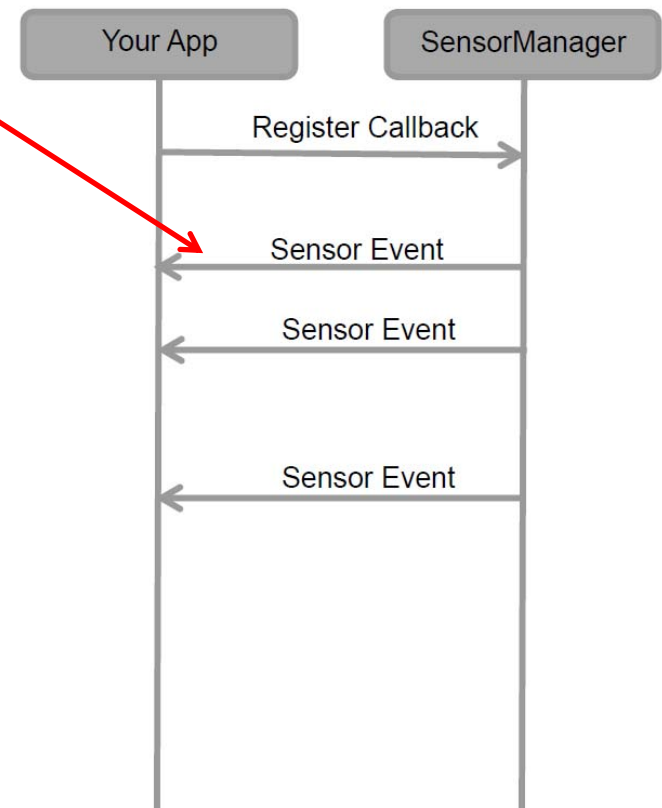 Your App
SensorManager
Register Callback
Sensor Event
Sensor Event
Sensor Event